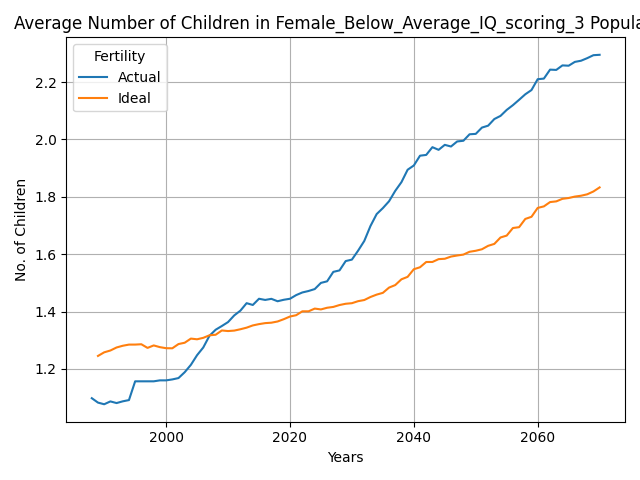 Average Number of Children in Female_Below_Average_IQ_scoring_3 Popula
Fertility
Actual
Ideal
2.2
2.0
1.8
1.6
1.4
1.2
No. of Children
2000 2020 2040 2060
Years